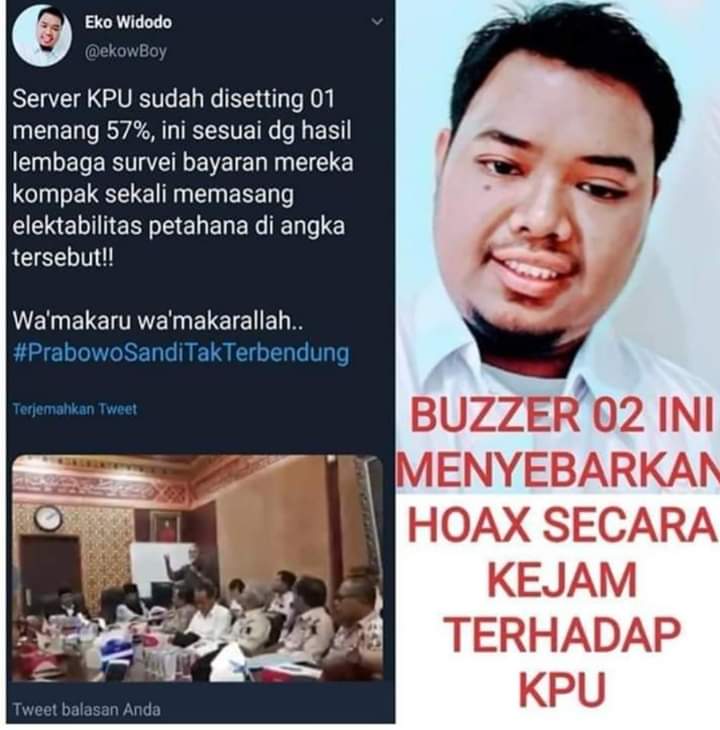 Eko Widodo
@ekowBoy
Server KPU sudah disetting 01
menang 57%, ini sesuai dg hasil
lembaga survei bayaran mereka
kompak sekali memasang
elektabilitas petahana di angka
tersebut!!
Wa'makaru wa'makarallah..
#PrabowoSandiTakTerbendung
Terjemahkan Tweet
Tweet balasan Anda
BUZZER 02 INI
MENYEBARKAN
HOAX SECARA
KEJAM
TERHADAP
KPU